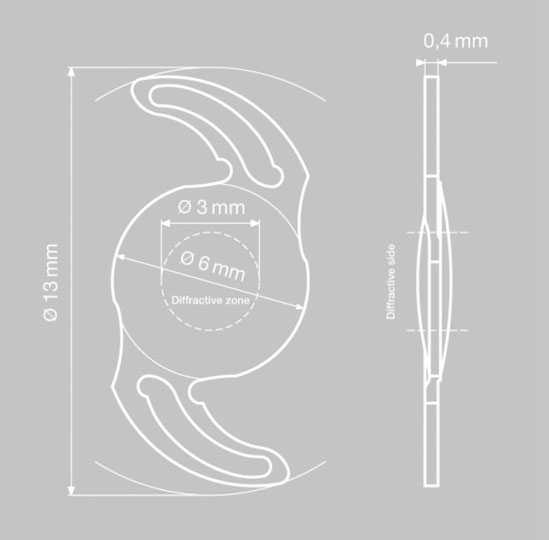 0,4 mm
Ø 3 mm
Ø 6 mm
Diffractive zone
Ø 13 mm
Diffractive side